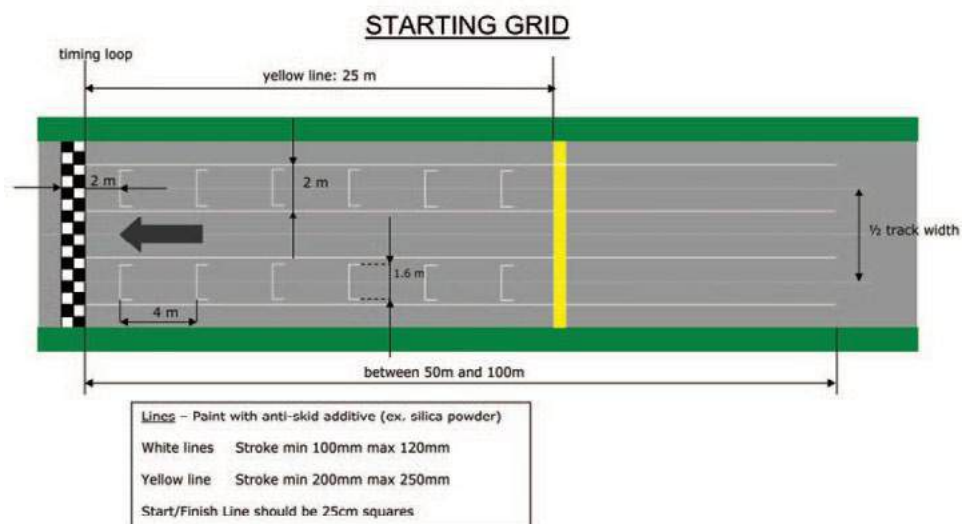 STARTING GRID
timing loop
yellow line: 25 m
2 m
2 m
½ track width
1.6 m
4 m
between 50m and 100m
Lines – Paint with anti-skid additive (ex. silica powder)
White lines Stroke min 100mm max 120mm
Yellow line Stroke min 200mm max 250mm
Start/Finish Line should be 25cm squares